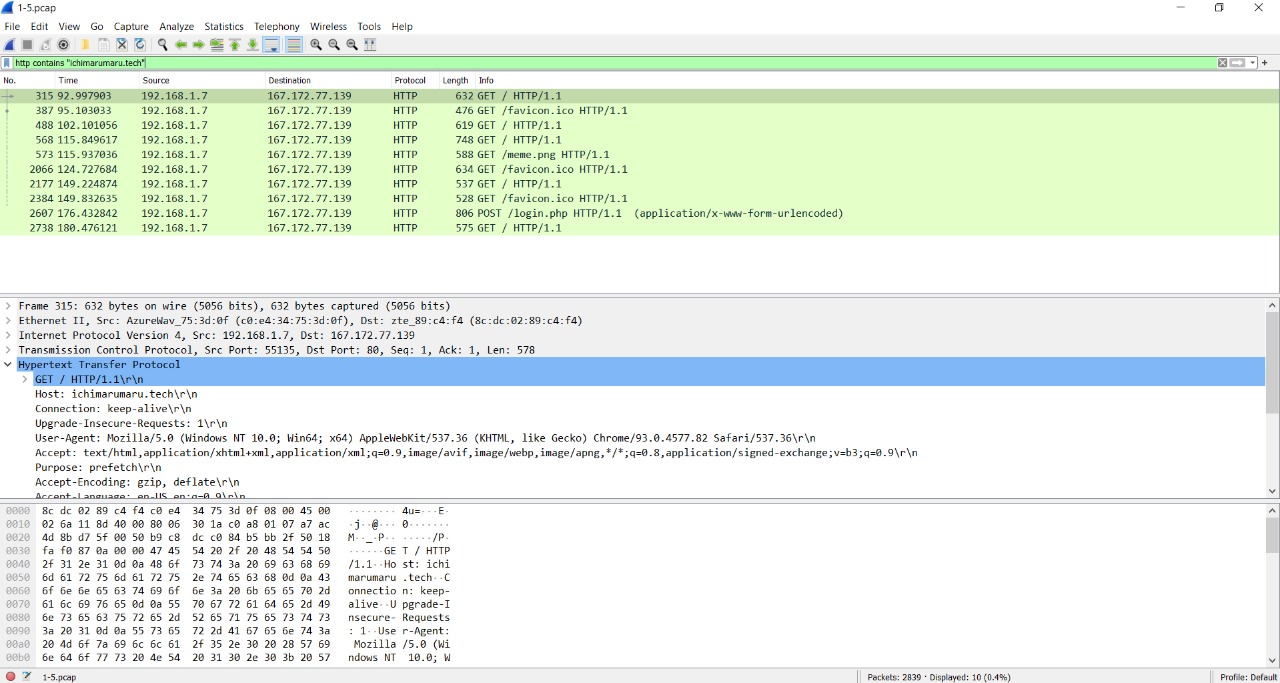 1-5.pcap
File Edit View Go Capture Analyze Statistics Telephony Wireless Tools Help
http contains "ichimarumaru.tech"
No. Time Source Destination Protocol Length Info
315 92.997903 192.168.1.7 167.172.77.139 HTTP 632 GET / HTTP/1.1
387 95.103033 192.168.1.7 167.172.77.139 HTTP 476 GET /favicon.ico HTTP/1.1
488 102.101056 192.168.1.7 167.172.77.139 HTTP 619 GET / HTTP/1.1
568 115.849617 192.168.1.7 167.172.77.139 HTTP 748 GET / HTTP/1.1
573 115.937036 192.168.1.7 167.172.77.139 HTTP 588 GET /meme.png HTTP/1.1
2066 124.727684 192.168.1.7 167.172.77.139 HTTP 634 GET /favicon.ico HTTP/1.1
2177 149.224874 192.168.1.7 167.172.77.139 HTTP 537 GET / HTTP/1.1
2384 149.832635 192.168.1.7 167.172.77.139 HTTP 528 GET /favicon.ico HTTP/1.1
2607 176.432842 192.168.1.7 167.172.77.139 HTTP 806 POST /login.php HTTP/1.1 (application/x-www-form-urlencoded)
2738 180.476121 192.168.1.7 167.172.77.139 HTTP 575 GET / HTTP/1.1
Frame 315: 632 bytes on wire (5056 bits), 632 bytes captured (5056 bits)
Ethernet II, Src: AzureWav_75:3d:0f (c0:e4:34:75:3d:0f), Dst: zte_89:c4:f4 (8c:dc:02:89:c4:f4)
Internet Protocol Version 4, Src: 192.168.1.7, Dst: 167.172.77.139
Transmission Control Protocol, Src Port: 55135, Dst Port: 80, Seq: 1, Ack: 1, Len: 578
Hypertext Transfer Protocol
GET / HTTP/1.1\r\n
Host: ichimarumaru.tech\r\n
Connection: keep-alive\r\n
Upgrade-Insecure-Requests: 1\r\n
User-Agent: Mozilla/5.0 (Windows NT 10.0; Win64; x64) AppleWebKit/537.36 (KHTML, like Gecko) Chrome/93.0.4577.82 Safari/537.36\r\n
Accept: text/html,application/xhtml+xml,application/xml;q=0.9,image/avif,image/webp,image/apng,*/*;q=0.8,application/signed-exchange;v=b3;q=0.9\r\n
Purpose: prefetch\r\n
Accept-Encoding: gzip, deflate\r\n
Accept-Language: en-US,en;q=0.9\r\n
0000 8c dc 02 89 c4 f4 c0 e4 34 75 3d 0f 08 00 45 00 ········ 4u=···E·
0010 02 6a 11 8d 40 00 80 06 30 1a c0 a8 01 07 a7 ac ·j··@··· 0·······
0020 4d 8b d7 5f 00 50 b9 c8 dc c0 84 b5 bb 2f 50 18 M··_·P·· ·····/P·
0030 fa f0 87 0a 00 00 47 45 54 20 2f 20 48 54 54 50 ······GE T / HTTP
0040 2f 31 2e 31 0d 0a 48 6f 73 74 3a 20 69 63 68 69 /1.1··Ho st: ichi
0050 6d 61 72 75 6d 61 72 75 2e 74 65 63 68 0d 0a 43 marumaru .tech··C
0060 6f 6e 6e 65 63 74 69 6f 6e 3a 20 6b 65 65 70 2d onnectio n: keep-
0070 61 6c 69 76 65 0d 0a 55 70 67 72 61 64 65 2d 49 alive··U pgrade-I
0080 6e 73 65 63 75 72 65 2d 52 65 71 75 65 73 74 73 nsecure- Requests
0090 3a 20 31 0d 0a 55 73 65 72 2d 41 67 65 6e 74 3a : 1··Use r-Agent:
00a0 20 4d 6f 7a 69 6c 6c 61 2f 35 2e 30 20 28 57 69 Mozilla /5.0 (Wi
00b0 6e 64 6f 77 73 20 4e 54 20 31 30 2e 30 3b 20 57 ndows NT 10.0; W
1-5.pcap Packets: 2839 · Displayed: 10 (0.4%) Profile: Default